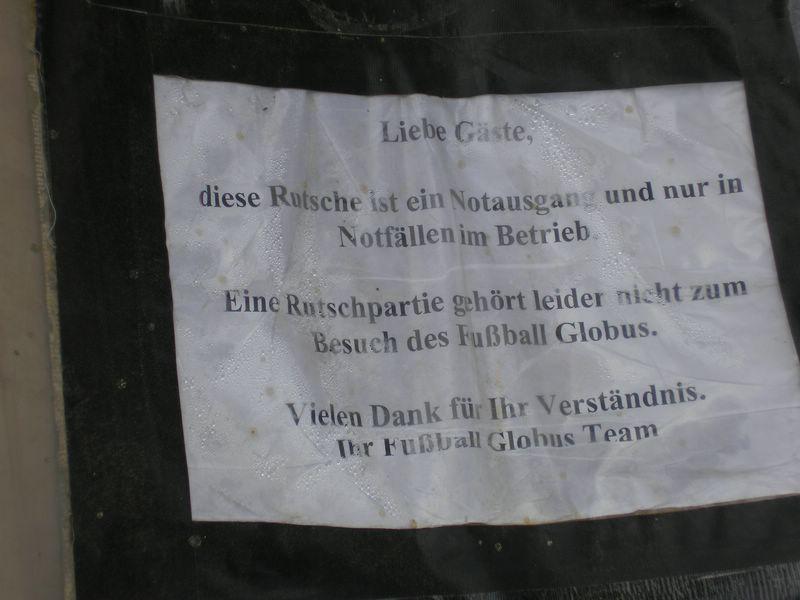 Liebe Gäste,
diese Rutsche ist ein Notausgang und nur in
Notfällen im Betrieb.
Eine Rutschpartie gehört leider nicht zum
Besuch des Fußball Globus.
Vielen Dank für Ihr Verständnis.
Ihr Fußball Globus Team